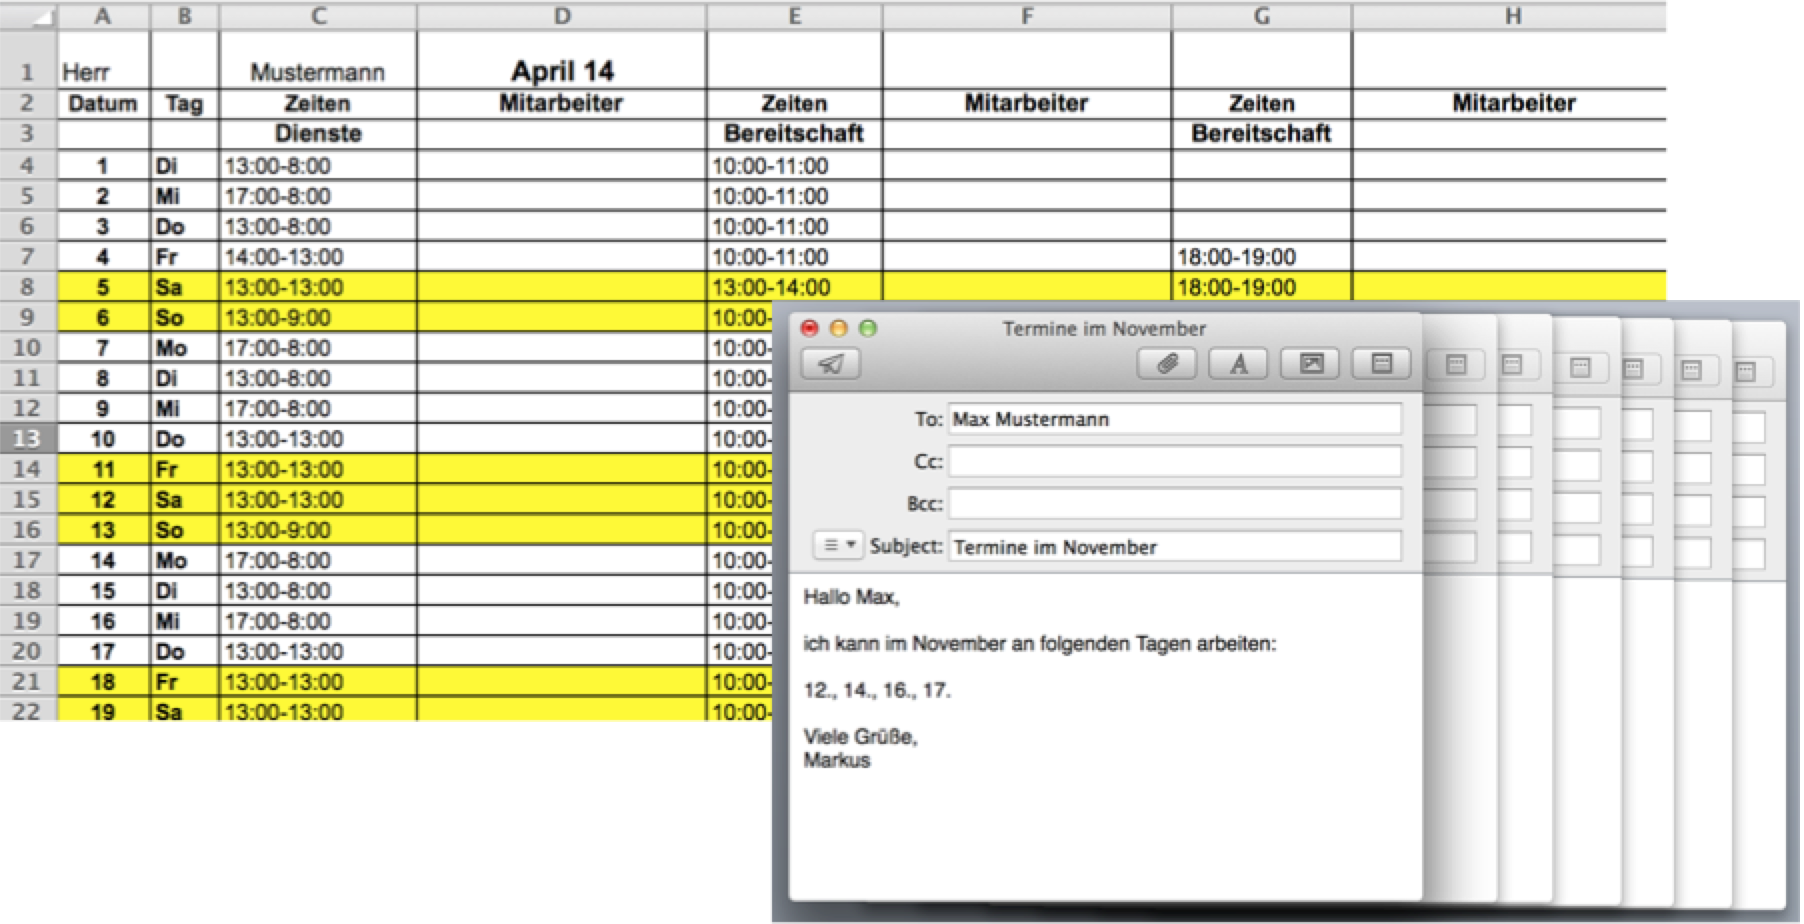 A B C D E F G H
1 Herr Mustermann April 14
2 Datum Tag Zeiten Mitarbeiter Zeiten Mitarbeiter Zeiten Mitarbeiter
3 Dienste Bereitschaft Bereitschaft
4 1 Di 13:00-8:00 10:00-11:00
5 2 Mi 17:00-8:00 10:00-11:00
6 3 Do 13:00-8:00 10:00-11:00
7 4 Fr 14:00-13:00 10:00-11:00 18:00-19:00
8 5 Sa 13:00-13:00 13:00-14:00 18:00-19:00
9 6 So 13:00-9:00 10:00-
10 7 Mo 17:00-8:00 10:00-
11 8 Di 13:00-8:00 10:00-
12 9 Mi 17:00-8:00 10:00-
13 10 Do 13:00-13:00 10:00-
14 11 Fr 13:00-13:00 10:00-
15 12 Sa 13:00-13:00 10:00-
16 13 So 13:00-9:00 10:00-
17 14 Mo 17:00-8:00 10:00-
18 15 Di 13:00-8:00 10:00-
19 16 Mi 17:00-8:00 10:00-
20 17 Do 13:00-13:00 10:00-
21 18 Fr 13:00-13:00 10:00-
22 19 Sa 13:00-13:00 10:00-
Termine im November
To: Max Mustermann
Cc:
Bcc:
Subject: Termine im November
Hallo Max,
ich kann im November an folgenden Tagen arbeiten:
12., 14., 16., 17.
Viele Grüße,
Markus